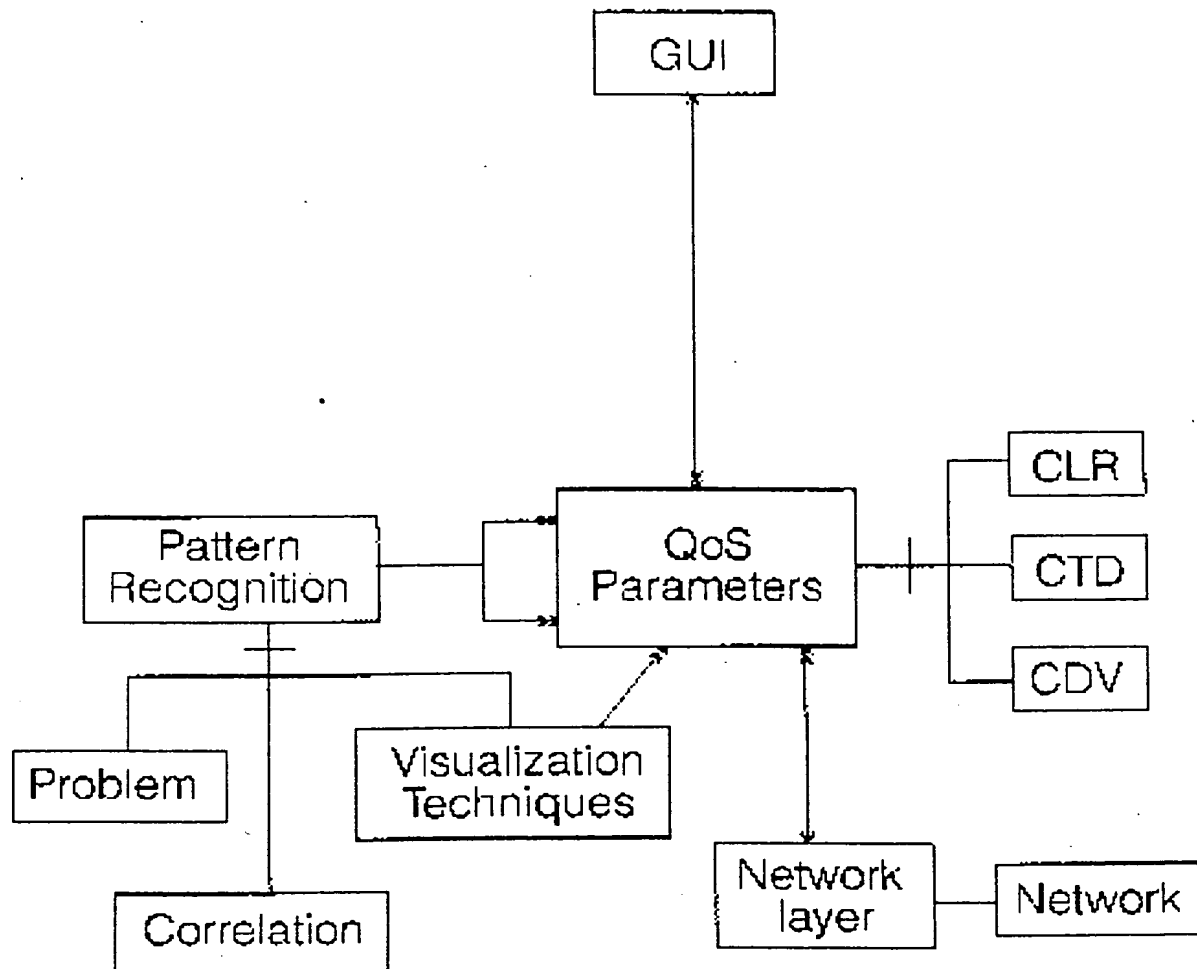 GUI
Pattern
Recognition
QoS
Parameters
CLR
CTD
CDV
Problem
Visualization
Techniques
Correlation
Network
layer
Network